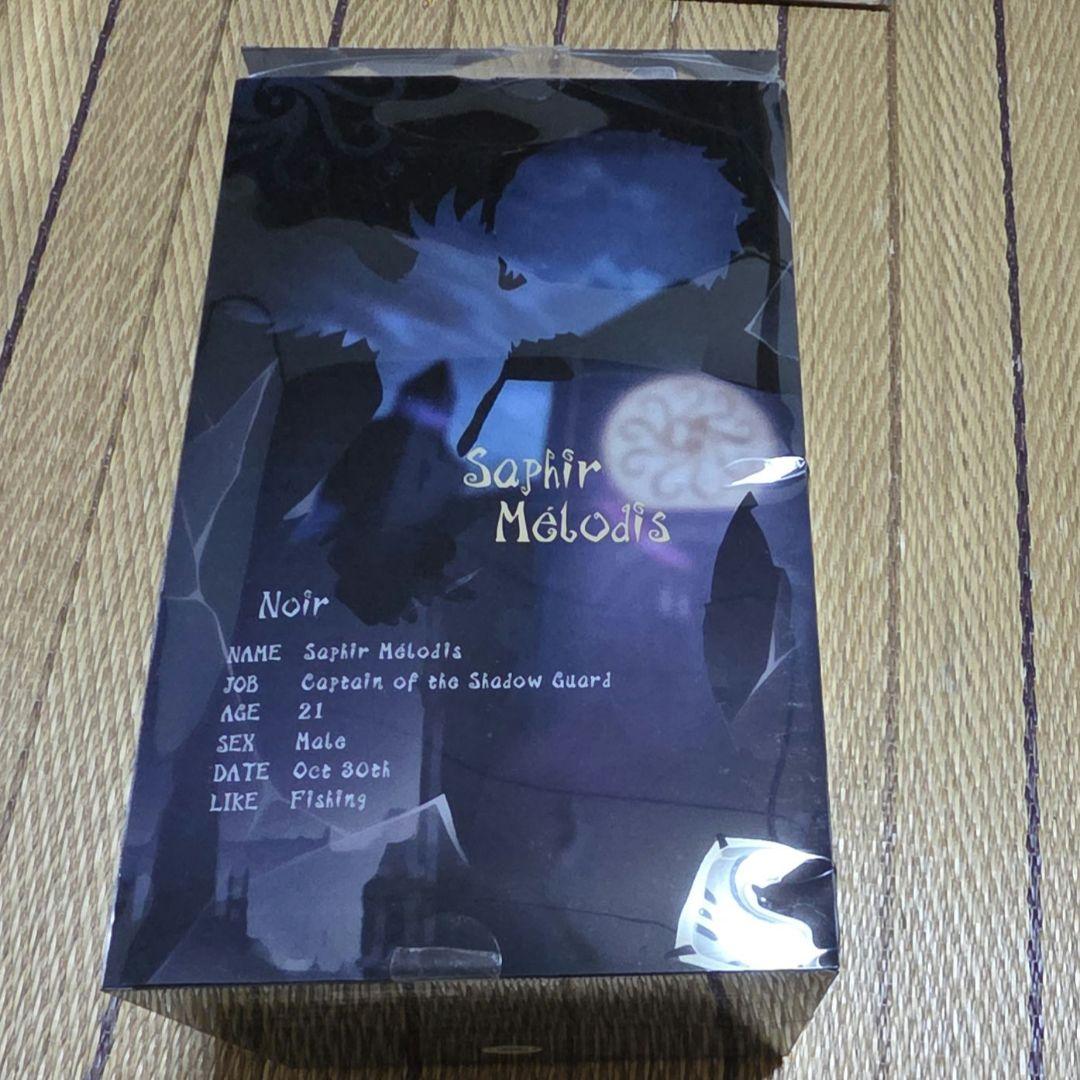 Saphir
Mélodis
Noir
NAME Saphir Mélodis
JOB Captain of the Shadow Guard
AGE 21
SEX Male
DATE Oct 30th
LIKE Fishing